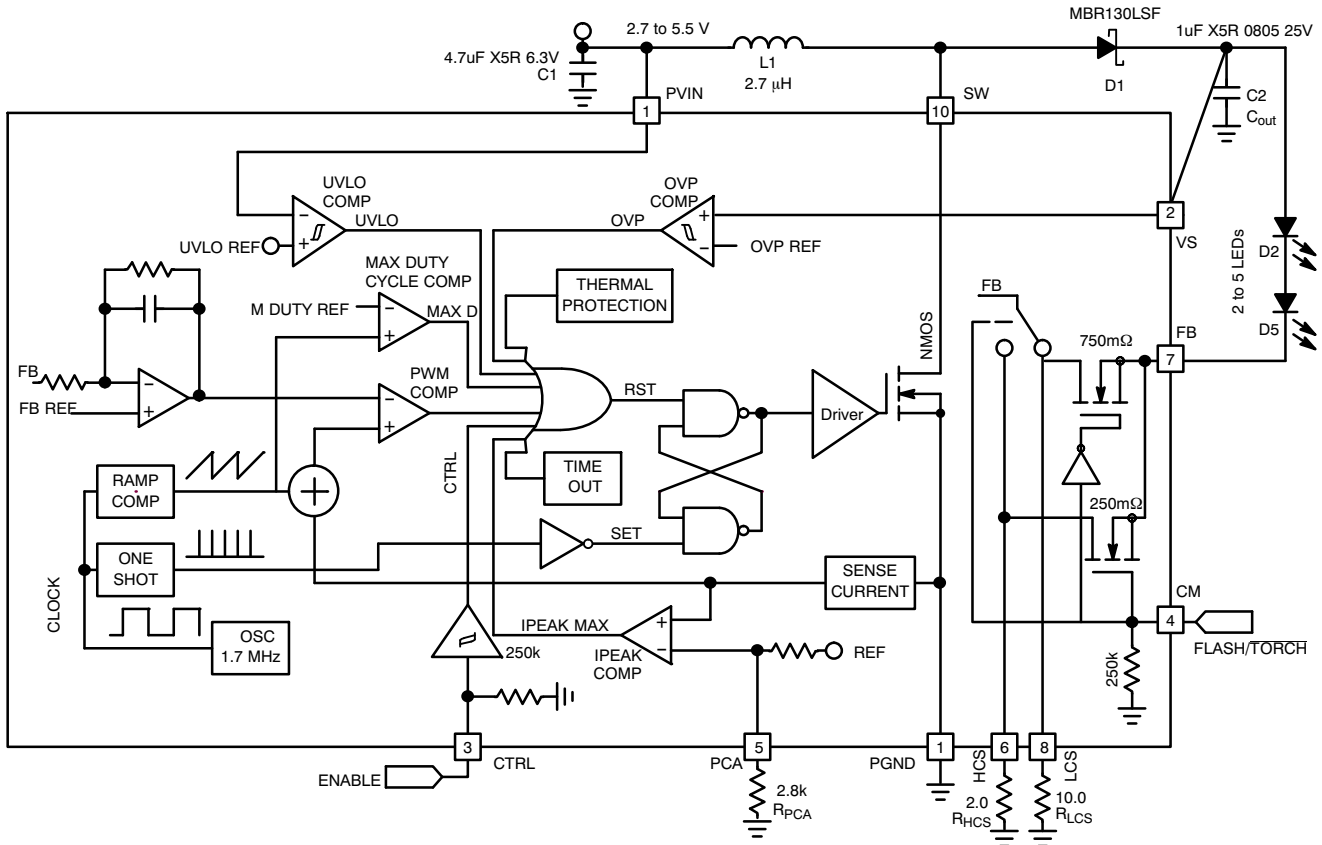 MBR130LSF
2.7 to 5.5 V
1uF X5R 0805 25V
4.7uF X5R 6.3V
C1
L1
2.7 μH
D1
C2
Cout
PVIN
1
SW
10
UVLO
COMP
UVLO
UVLO REF
OVP
COMP
OVP
OVP REF
2
VS
2 to 5 LEDs
D2
D5
MAX DUTY
CYCLE COMP
M DUTY REF
MAX D
THERMAL
PROTECTION
NMOS
FB
750mΩ
FB
7
FB
FB REF
PWM
COMP
RST
Driver
RAMP
COMP
CTRL
TIME
OUT
250mΩ
ONE
SHOT
SET
SENSE
CURRENT
CM
4
FLASH/TORCH
CLOCK
OSC
1.7 MHz
250k
IPEAK MAX
IPEAK
COMP
REF
250k
3
CTRL
ENABLE
5
PCA
2.8k
RPCA
1
PGND
6
HCS
2.0
RHCS
8
LCS
10.0
RLCS